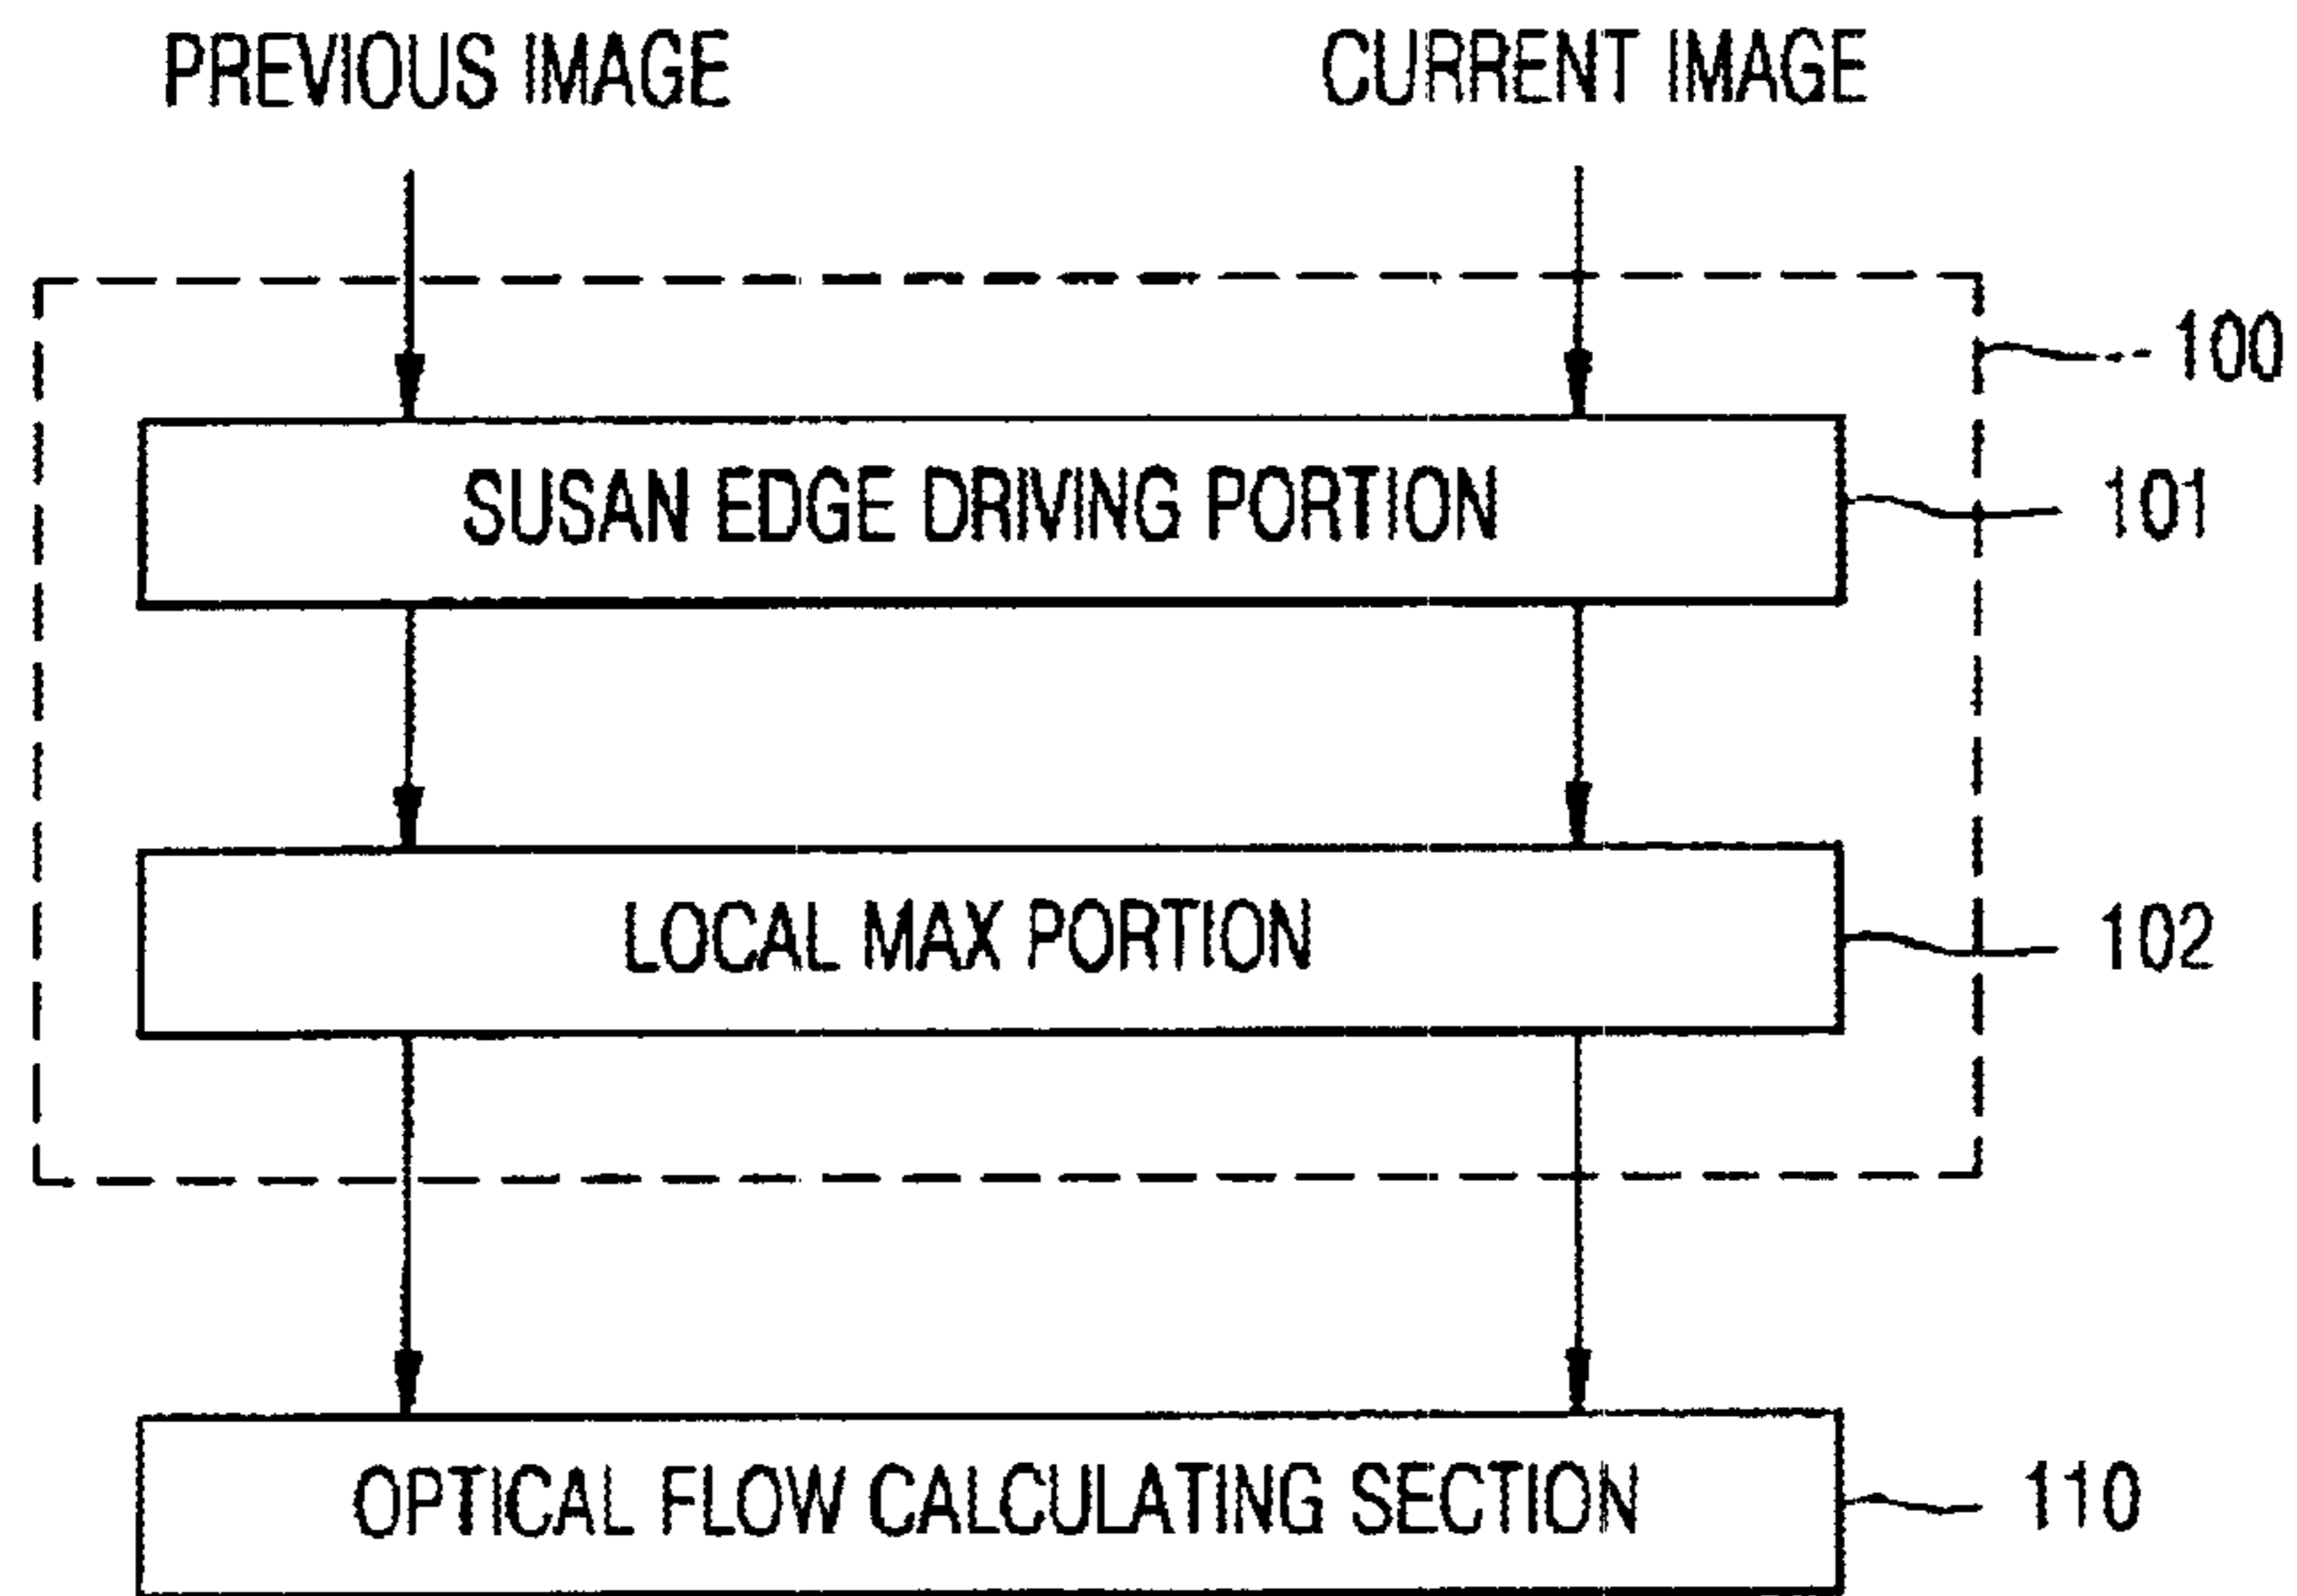 PREVIOUS IMAGE
CURRENT IMAGE
100
SUSAN EDGE DRIVING PORTION
101
LOCAL MAX PORTION
102
OPTICAL FLOW CALCULATING SECTION
110